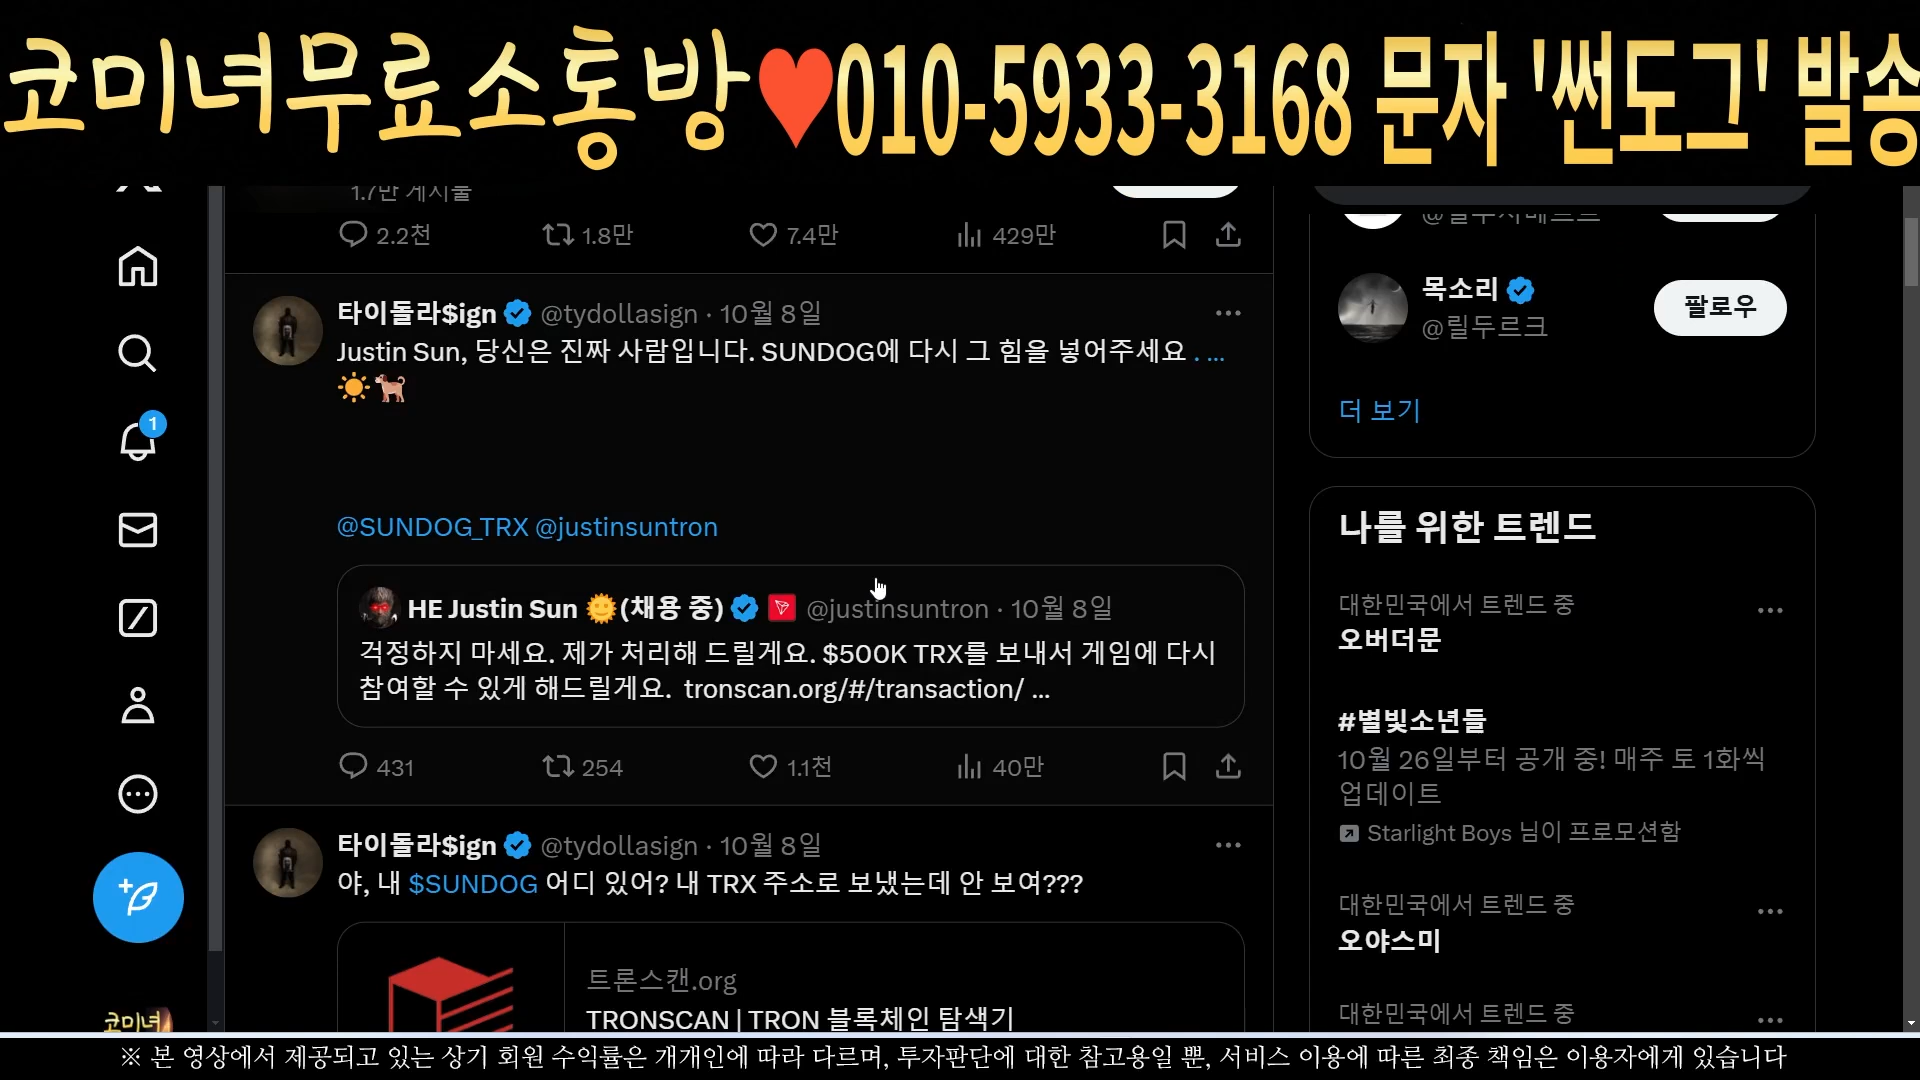 코미녀무료소통방♥010-5933-3168 문자 '썬도그' 발송
1.7만 게시물
2.2천 1.8만 7.4만 429만
타이돌라$ign @tydollasign · 10월 8일
Justin Sun, 당신은 진짜 사람입니다. SUNDOG에 다시 그 힘을 넣어주세요 . ...
☀️🐕
@SUNDOG_TRX @justinsuntron
HE Justin Sun 🌞(채용 중) @justinsuntron · 10월 8일
걱정하지 마세요. 제가 처리해 드릴게요. $500K TRX를 보내서 게임에 다시
참여할 수 있게 해드릴게요. tronscan.org/#/transaction/ ...
431 254 1.1천 40만
타이돌라$ign @tydollasign · 10월 8일
야, 내 $SUNDOG 어디 있어? 내 TRX 주소로 보냈는데 안 보여???
트론스캔.org
TRONSCAN | TRON 블록체인 탐색기
1
코미녀
목소리
@릴두르크
팔로우
더 보기
나를 위한 트렌드
대한민국에서 트렌드 중
오버더문
#별빛소년들
10월 26일부터 공개 중! 매주 토 1화씩
업데이트
Starlight Boys 님이 프로모션함
대한민국에서 트렌드 중
오야스미
대한민국에서 트렌드 중
※ 본 영상에서 제공되고 있는 상기 회원 수익률은 개개인에 따라 다르며, 투자판단에 대한 참고용일 뿐, 서비스 이용에 따른 최종 책임은 이용자에게 있습니다